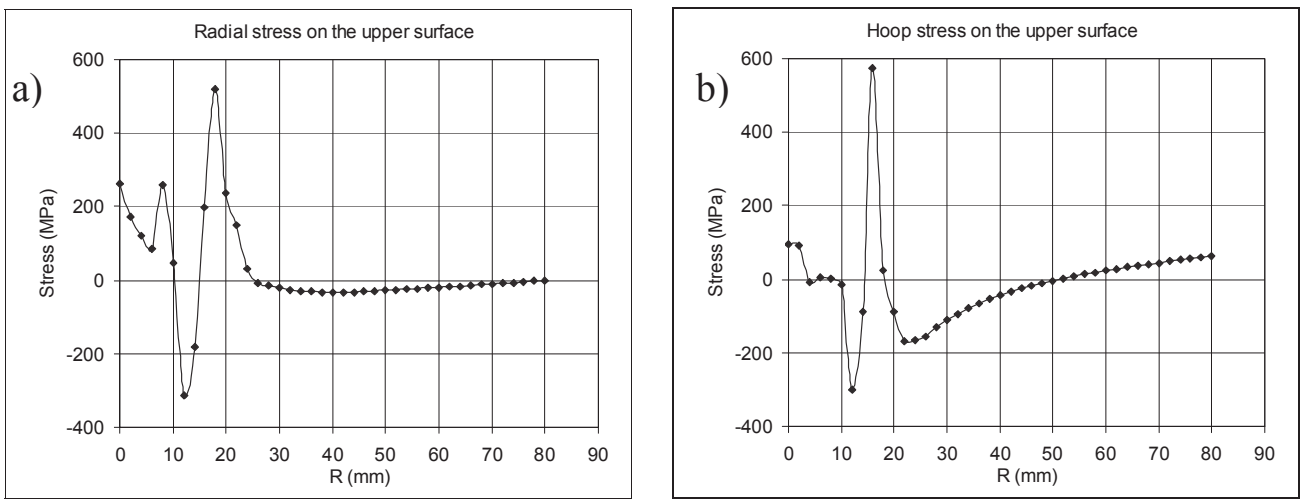 a)
Radial stress on the upper surface
600
400
200
0
-200
-400
Stress (MPa)
0 10 20 30 40 50 60 70 80 90
R (mm)
b)
Hoop stress on the upper surface
600
400
200
0
-200
-400
Stress (MPa)
0 10 20 30 40 50 60 70 80 90
R (mm)